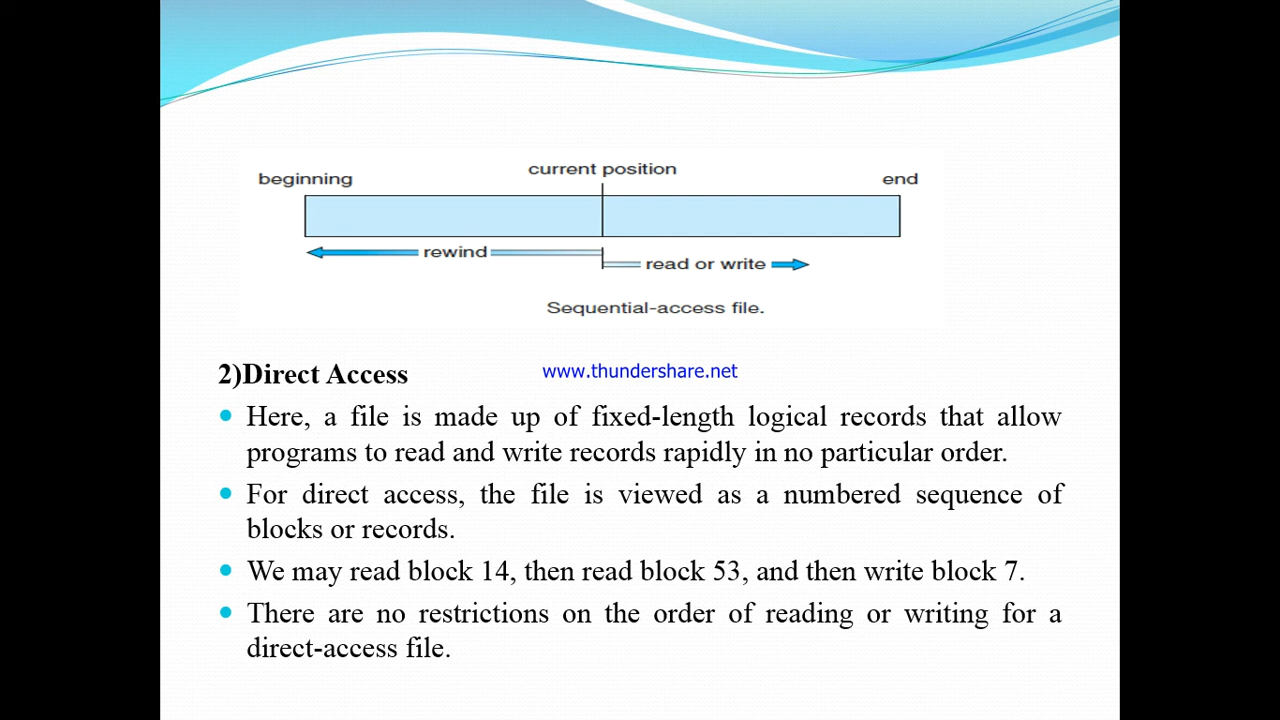 current position
beginning
end
rewind
read or write
Sequential-access file.
2)Direct Access
www.thundershare.net
Here, a file is made up of fixed-length logical records that allow
programs to read and write records rapidly in no particular order.
For direct access, the file is viewed as a numbered sequence of
blocks or records.
We may read block 14, then read block 53, and then write block 7.
There are no restrictions on the order of reading or writing for a
direct-access file.